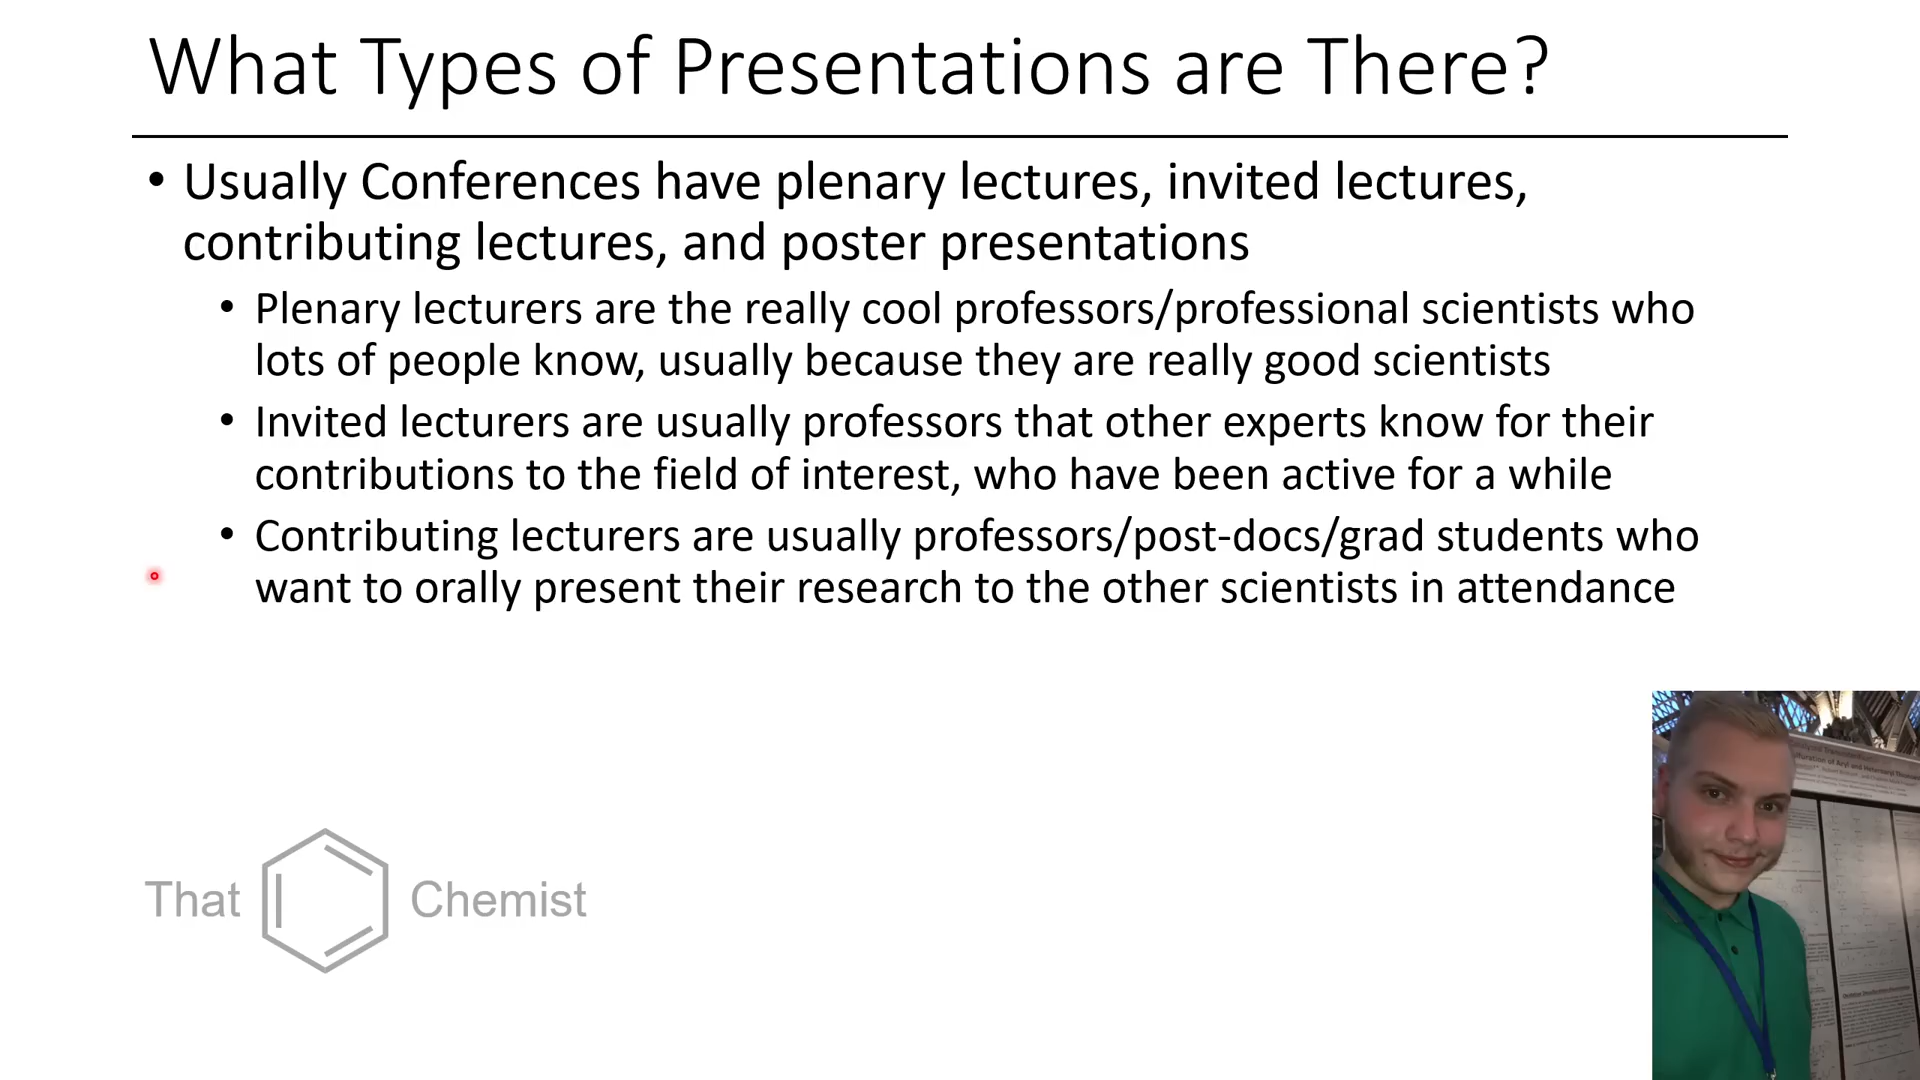 What Types of Presentations are There?
• Usually Conferences have plenary lectures, invited lectures,
contributing lectures, and poster presentations
• Plenary lecturers are the really cool professors/professional scientists who
lots of people know, usually because they are really good scientists
• Invited lecturers are usually professors that other experts know for their
contributions to the field of interest, who have been active for a while
• Contributing lecturers are usually professors/post-docs/grad students who
want to orally present their research to the other scientists in attendance
That Chemist